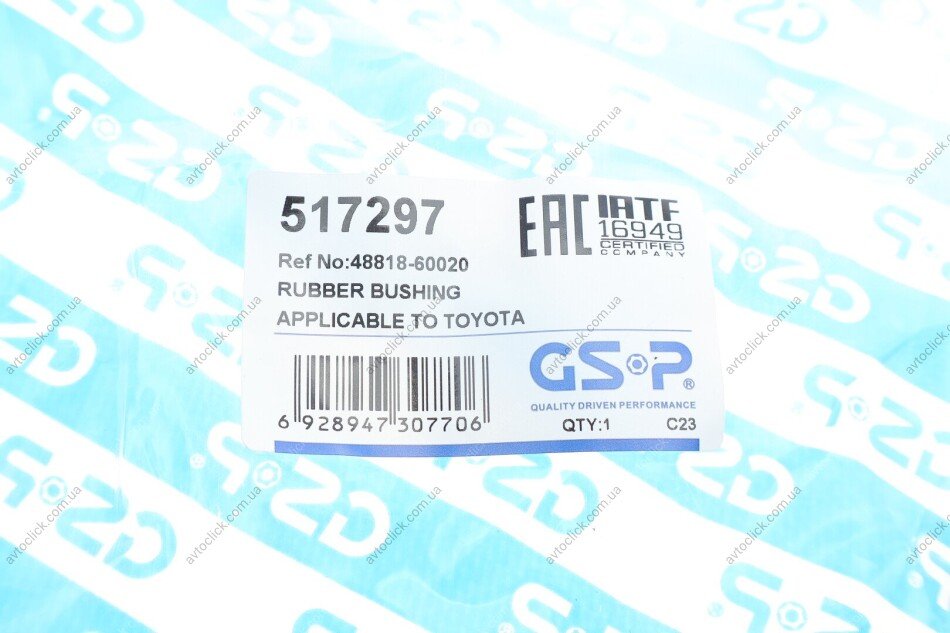 517297
EAC
IATF
16949
CERTIFIED
COMPANY
Ref No:48818-60020
RUBBER BUSHING
APPLICABLE TO TOYOTA
GSP®
QUALITY DRIVEN PERFORMANCE
6 928947 307706
QTY:1
C23
avtoclick.com.ua